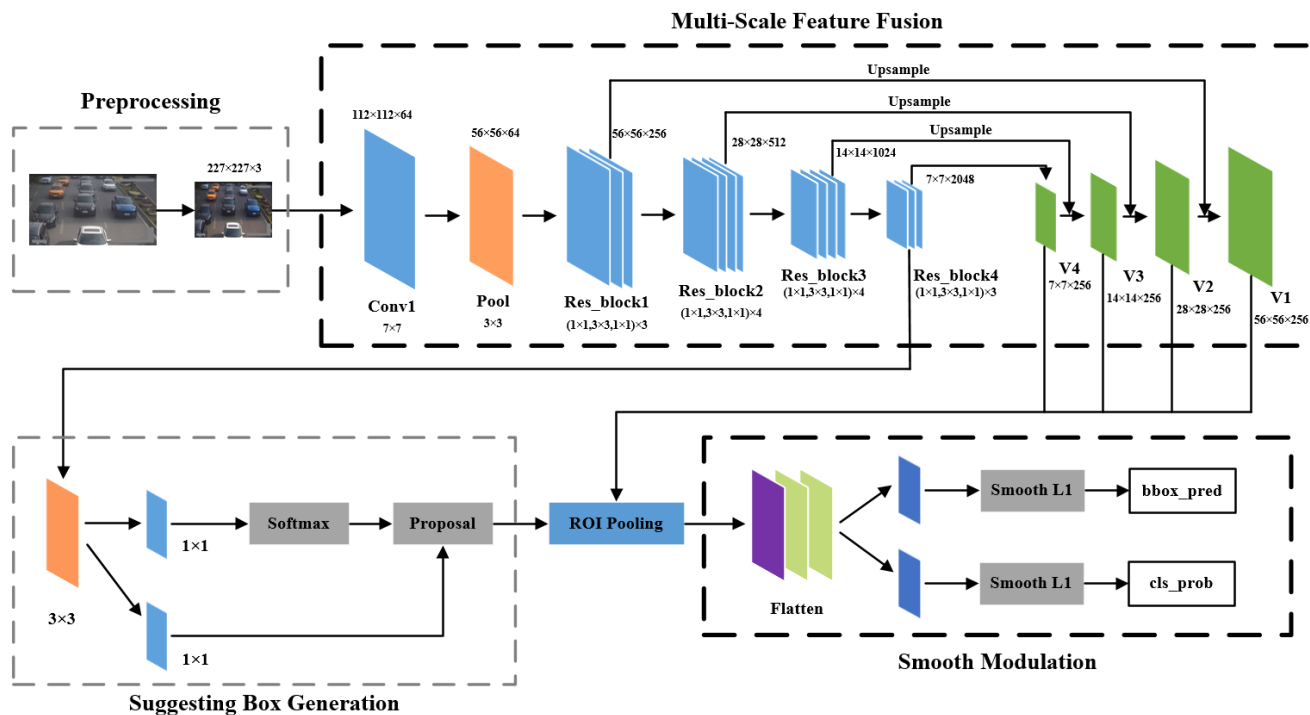 Multi-Scale Feature Fusion
Preprocessing
227×227×3
112×112×64
Conv1
7×7
56×56×64
Pool
3×3
56×56×256
Res_block1
(1×1,3×3,1×1)×3
28×28×512
Res_block2
(1×1,3×3,1×1)×4
14×14×1024
Res_block3
(1×1,3×3,1×1)×4
7×7×2048
Res_block4
(1×1,3×3,1×1)×3
Upsample
Upsample
Upsample
V4
7×7×256
V3
14×14×256
V2
28×28×256
V1
56×56×256
3×3
1×1
1×1
Softmax
Proposal
Suggesting Box Generation
ROI Pooling
Flatten
Smooth L1
bbox_pred
Smooth L1
cls_prob
Smooth Modulation